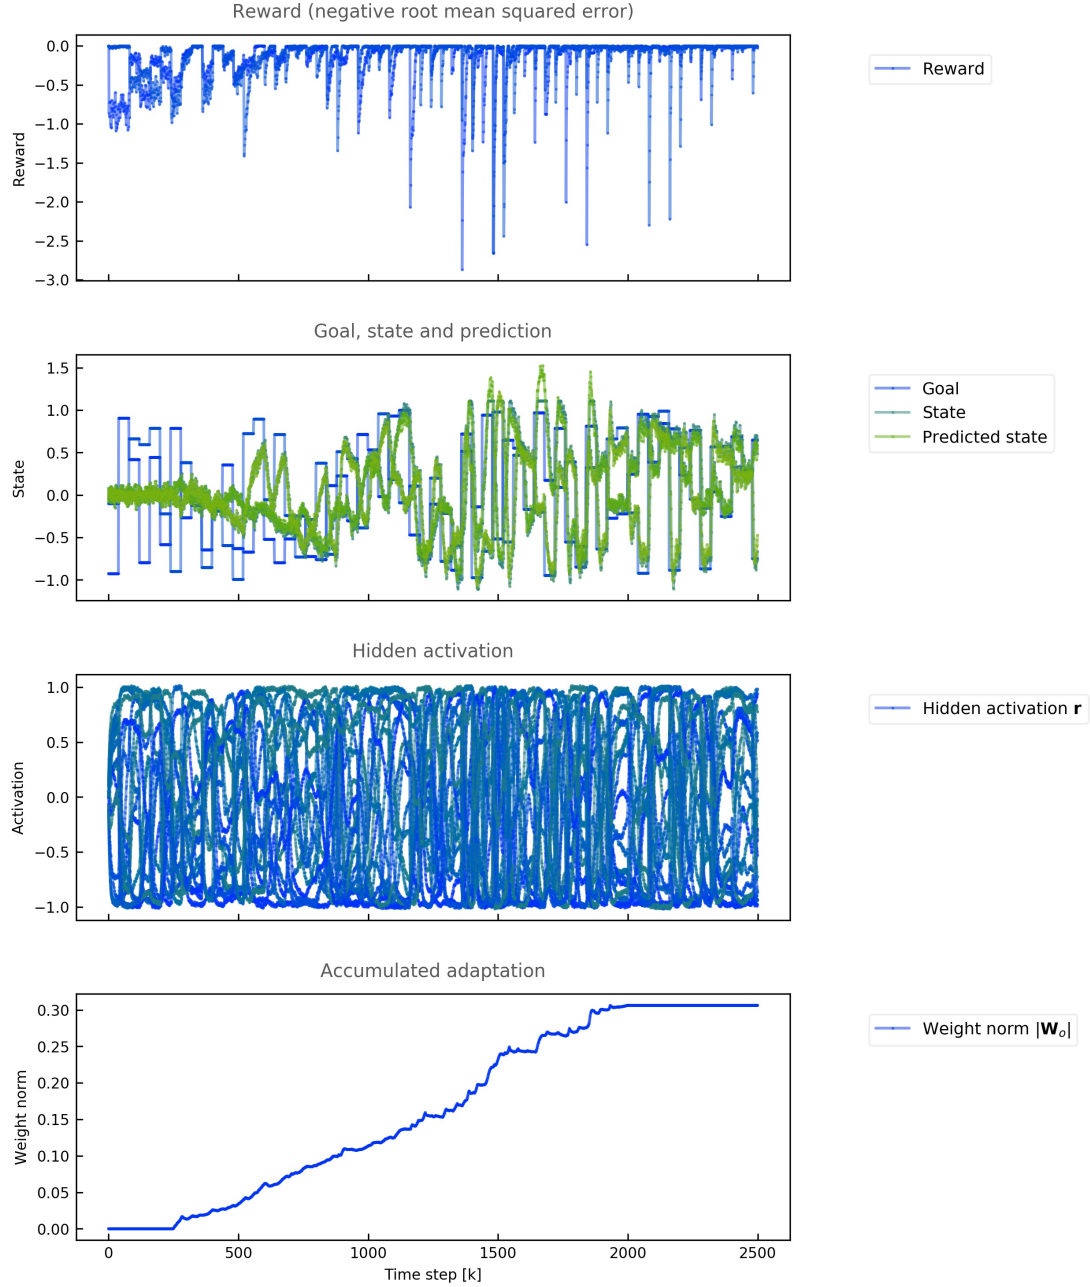 Reward (negative root mean squared error)
0.0
−0.5
−1.0
−1.5
−2.0
−2.5
−3.0
Reward
Reward
Goal, state and prediction
1.5
1.0
0.5
0.0
−0.5
−1.0
State
Goal
State
Predicted state
Hidden activation
1.0
0.5
0.0
−0.5
−1.0
Activation
Hidden activation r
Accumulated adaptation
0.30
0.25
0.20
0.15
0.10
0.05
0.00
Weight norm
Weight norm |Wₒ|
0 500 1000 1500 2000 2500
Time step [k]